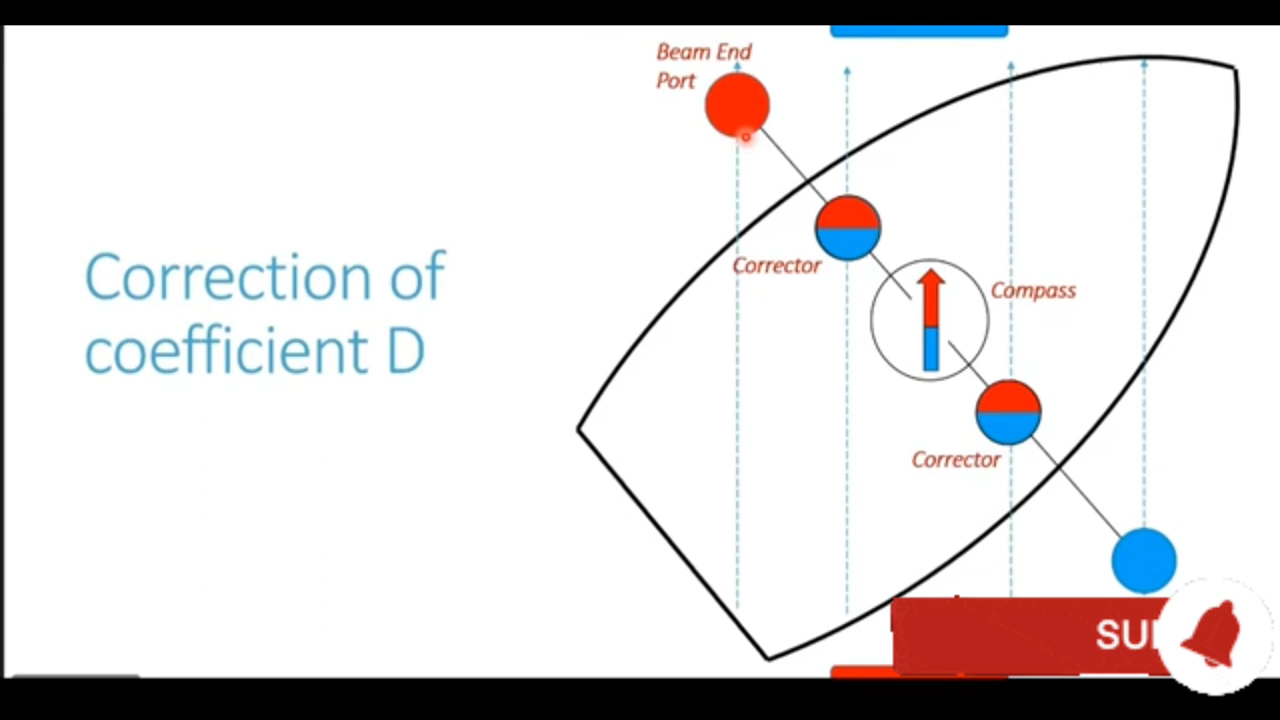 Beam End
Port
Corrector
Compass
Correction of
coefficient D
Corrector